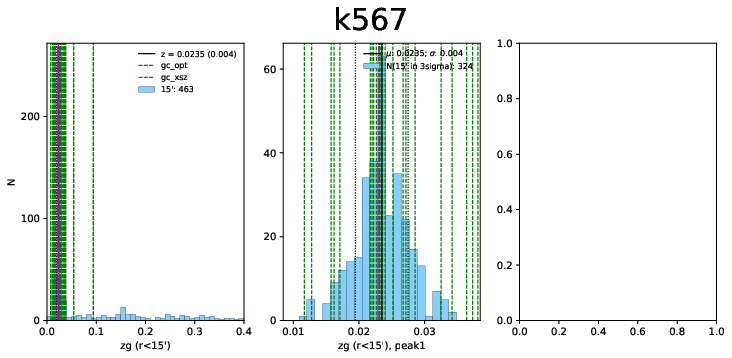 k567
z = 0.0235 (0.004)
gc_opt
gc_xsz
15': 463
N
200
100
0
0.0 0.1 0.2 0.3 0.4
zg (r<15')
μ: 0.0235; σ: 0.004
N(15' in 3sigma): 324
60
40
20
0
0.01 0.02 0.03
zg (r<15'), peak1
1.0
0.8
0.6
0.4
0.2
0.0
0.0 0.2 0.4 0.6 0.8 1.0